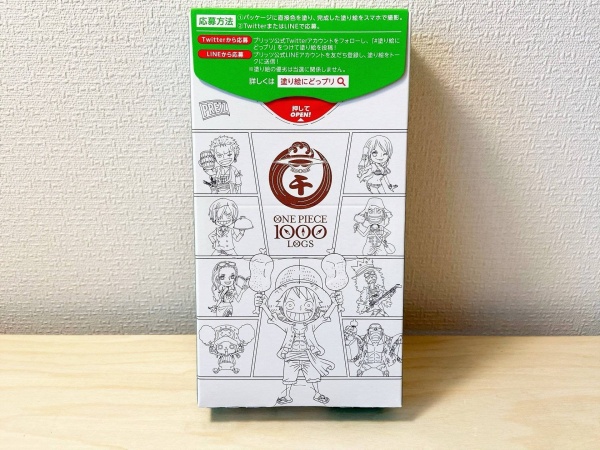 応募方法
①パッケージに直接色を塗り、完成した塗り絵をスマホで撮影。
②TwitterまたはLINEで応募。
Twitterから応募
プリッツ公式Twitterアカウントをフォローし、「#塗り絵に
どっプリ」をつけて塗り絵を投稿!
LINEから応募
プリッツ公式LINEアカウントを友だち登録し、塗り絵をトー
クに送信!
※塗り絵の優劣は当選に関係しません。
詳しくは 塗り絵にどっプリ
押して
OPEN!
PRETZ
千
ONE PIECE
1000
LOGS